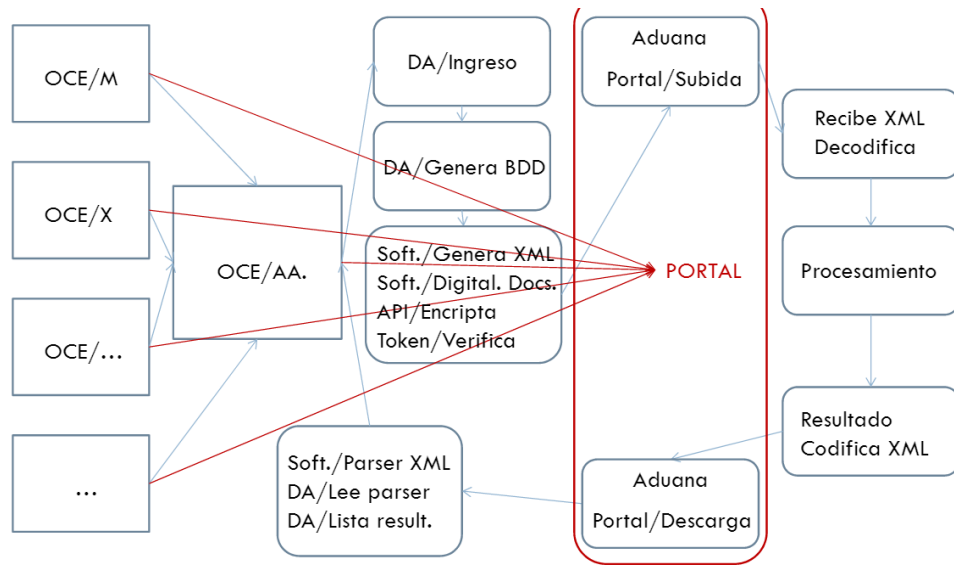 OCE/M
OCE/X
OCE/...
...
OCE/AA.
DA/Ingreso
DA/Genera BDD
Soft./Genera XML
Soft./Digital. Docs.
API/Encripta
Token/Verifica
Soft./Parser XML
DA/Lee parser
DA/Lista result.
Aduana
Portal/Subida
PORTAL
Aduana
Portal/Descarga
Recibe XML
Decodifica
Procesamiento
Resultado
Codifica XML